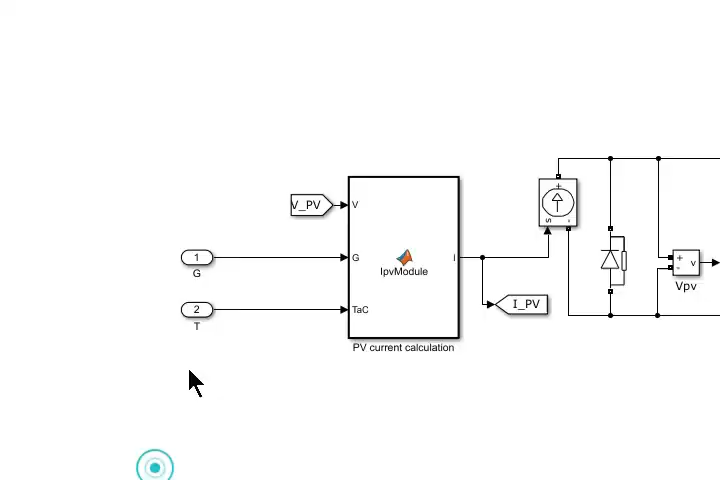 V_PV
V
1
G
G
IpvModule
I
2
T
TaC
I_PV
PV current calculation
+
s
-
+
-
v
Vpv